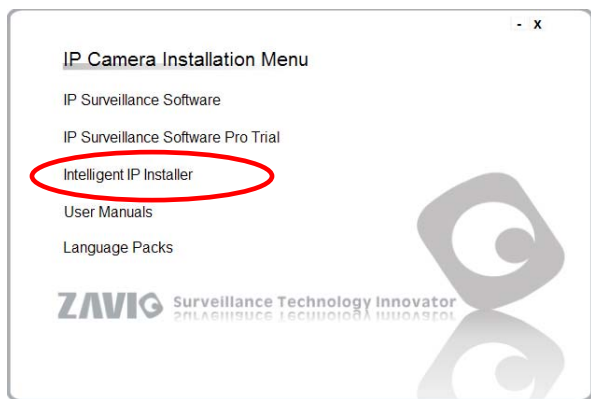 - X
IP Camera Installation Menu
IP Surveillance Software
IP Surveillance Software Pro Trial
Intelligent IP Installer
User Manuals
Language Packs
ZAVIO Surveillance Technology Innovator